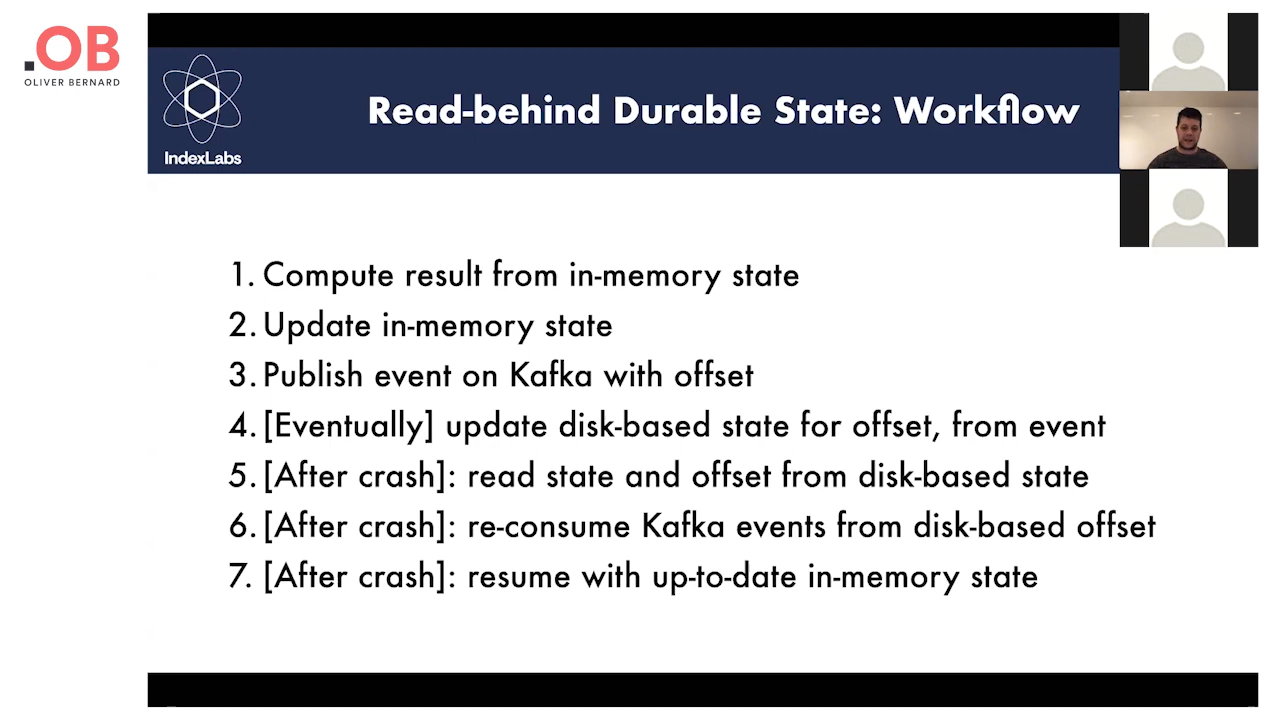 .OB
OLIVER BERNARD
IndexLabs
Read-behind Durable State: Workflow
1. Compute result from in-memory state
2. Update in-memory state
3. Publish event on Kafka with offset
4. [Eventually] update disk-based state for offset, from event
5. [After crash]: read state and offset from disk-based state
6. [After crash]: re-consume Kafka events from disk-based offset
7. [After crash]: resume with up-to-date in-memory state